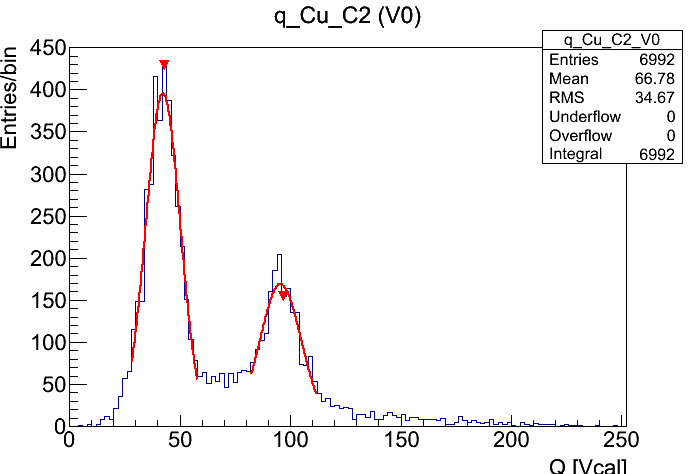 q_Cu_C2 (V0)
q_Cu_C2_V0
Entries 6992
Mean 66.78
RMS 34.67
Underflow 0
Overflow 0
Integral 6992
Entries/bin
450
400
350
300
250
200
150
100
50
0
0 50 100 150 200 250
Q [Vcal]